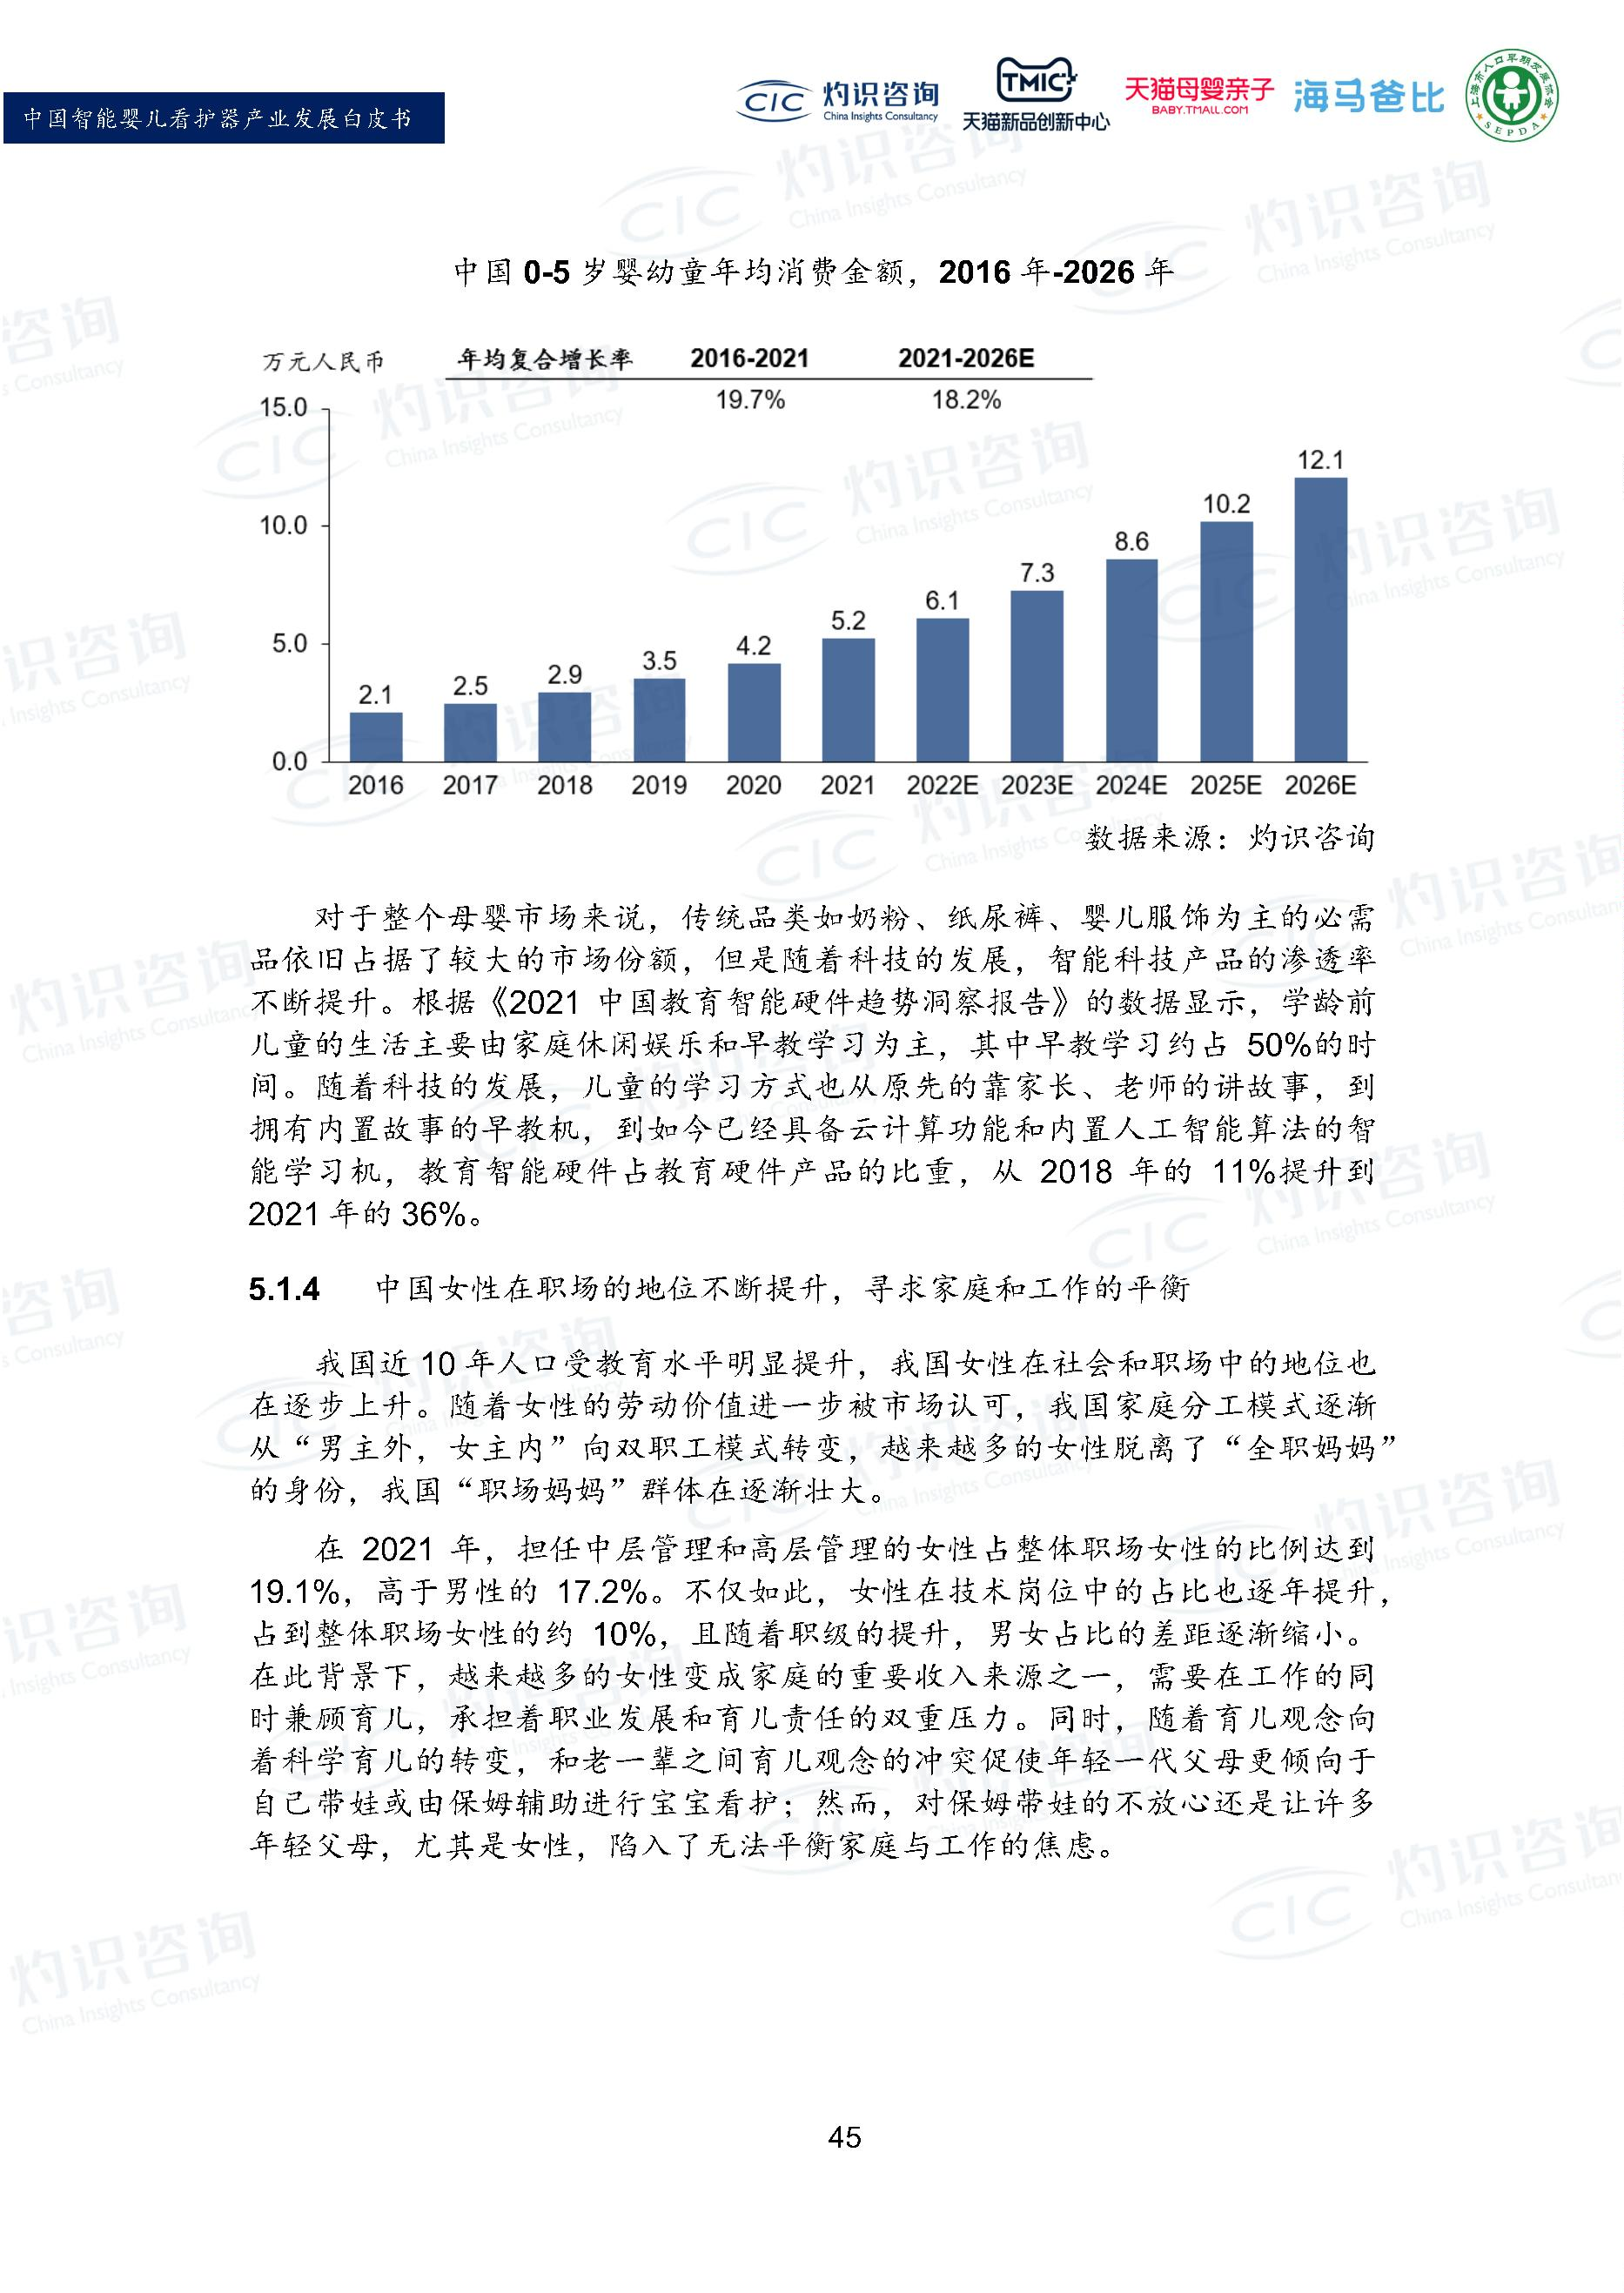 中国智能婴儿看护器产业发展白皮书
CIC 灼识咨询
China Insights Consultancy
TMIC
天猫新品创新中心
天猫母婴亲子
BABY.TMALL.COM
海马爸比
上海市人口早期发展协会
SEPDA
中国 0-5 岁婴幼童年均消费金额，2016 年-2026 年
万元人民币
年均复合增长率 2016-2021 2021-2026E
19.7% 18.2%
15.0
10.0
5.0
0.0
2.1 2.5 2.9 3.5 4.2 5.2 6.1 7.3 8.6 10.2 12.1
2016 2017 2018 2019 2020 2021 2022E 2023E 2024E 2025E 2026E
数据来源：灼识咨询
对于整个母婴市场来说，传统品类如奶粉、纸尿裤、婴儿服饰为主的必需
品依旧占据了较大的市场份额，但是随着科技的发展，智能科技产品的渗透率
不断提升。根据《2021 中国教育智能硬件趋势洞察报告》的数据显示，学龄前
儿童的生活主要由家庭休闲娱乐和早教学习为主，其中早教学习约占 50%的时
间。随着科技的发展，儿童的学习方式也从原先的靠家长、老师的讲故事，到
拥有内置故事的早教机，到如今已经具备云计算功能和内置人工智能算法的智
能学习机，教育智能硬件占教育硬件产品的比重，从 2018 年的 11%提升到
2021 年的 36%。
5.1.4 中国女性在职场的地位不断提升，寻求家庭和工作的平衡
我国近 10 年人口受教育水平明显提升，我国女性在社会和职场中的地位也
在逐步上升。随着女性的劳动价值进一步被市场认可，我国家庭分工模式逐渐
从“男主外，女主内”向双职工模式转变，越来越多的女性脱离了“全职妈妈”
的身份，我国“职场妈妈”群体在逐渐壮大。
在 2021 年，担任中层管理和高层管理的女性占整体职场女性的比例达到
19.1%，高于男性的 17.2%。不仅如此，女性在技术岗位中的占比也逐年提升，
占到整体职场女性的约 10%，且随着职级的提升，男女占比的差距逐渐缩小。
在此背景下，越来越多的女性变成家庭的重要收入来源之一，需要在工作的同
时兼顾育儿，承担着职业发展和育儿责任的双重压力。同时，随着育儿观念向
着科学育儿的转变，和老一辈之间育儿观念的冲突促使年轻一代父母更倾向于
自己带娃或由保姆辅助进行宝宝看护；然而，对保姆带娃的不放心还是让许多
年轻父母，尤其是女性，陷入了无法平衡家庭与工作的焦虑。
45